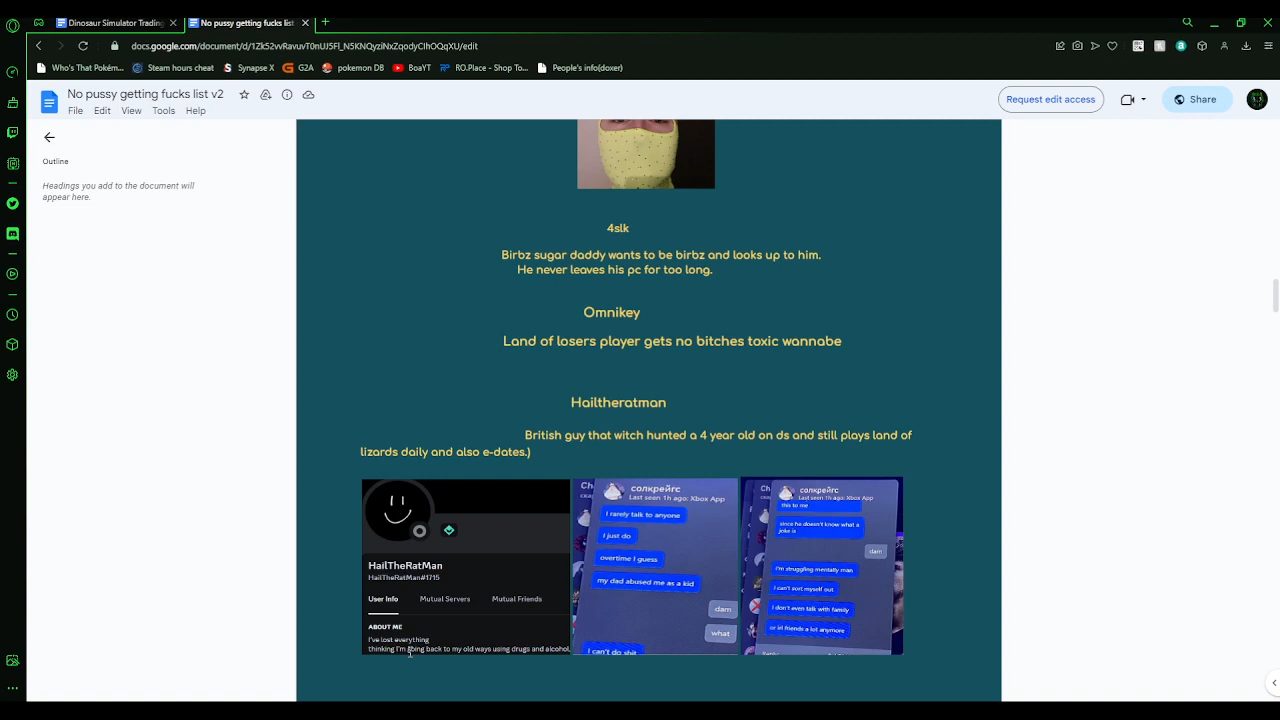 Dinosaur Simulator Trading
No pussy getting fucks list
docs.google.com/document/d/1Zk52vvRavuvT0nUJ5Fl_N5KNQyziNxZqodyCIhOQqXU/edit
Who's That Pokém...
Steam hours cheat
Synapse X
G2A
pokemon DB
BoaYT
RO.Place - Shop To...
People's info(doxer)
No pussy getting fucks list v2
File Edit View Tools Help
Request edit access
Share
Outline
Headings you add to the document will
appear here.
4slk
Birbz sugar daddy wants to be birbz and looks up to him.
He never leaves his pc for too long.
Omnikey
Land of losers player gets no bitches toxic wannabe
Hailtheratman
British guy that witch hunted a 4 year old on ds and still plays land of
lizards daily and also e-dates.)
HailTheRatMan
HailTheRatMan#1715
User Info Mutual Servers Mutual Friends
ABOUT ME
I've lost everything
thinking I'm going back to my old ways using drugs and alcohol.
Ch
солкрейгс
Last seen 1h ago: Xbox App
I rarely talk to anyone
I just do
overtime I guess
my dad abused me as a kid
dam
what
I can't do shit
Ch
солкрейгс
Last seen 1h ago: Xbox App
this to me
since he doesn't know what a
joke is
dam
I'm struggling mentally man
I can't sort myself out
I don't even talk with family
or irl friends a lot anymore